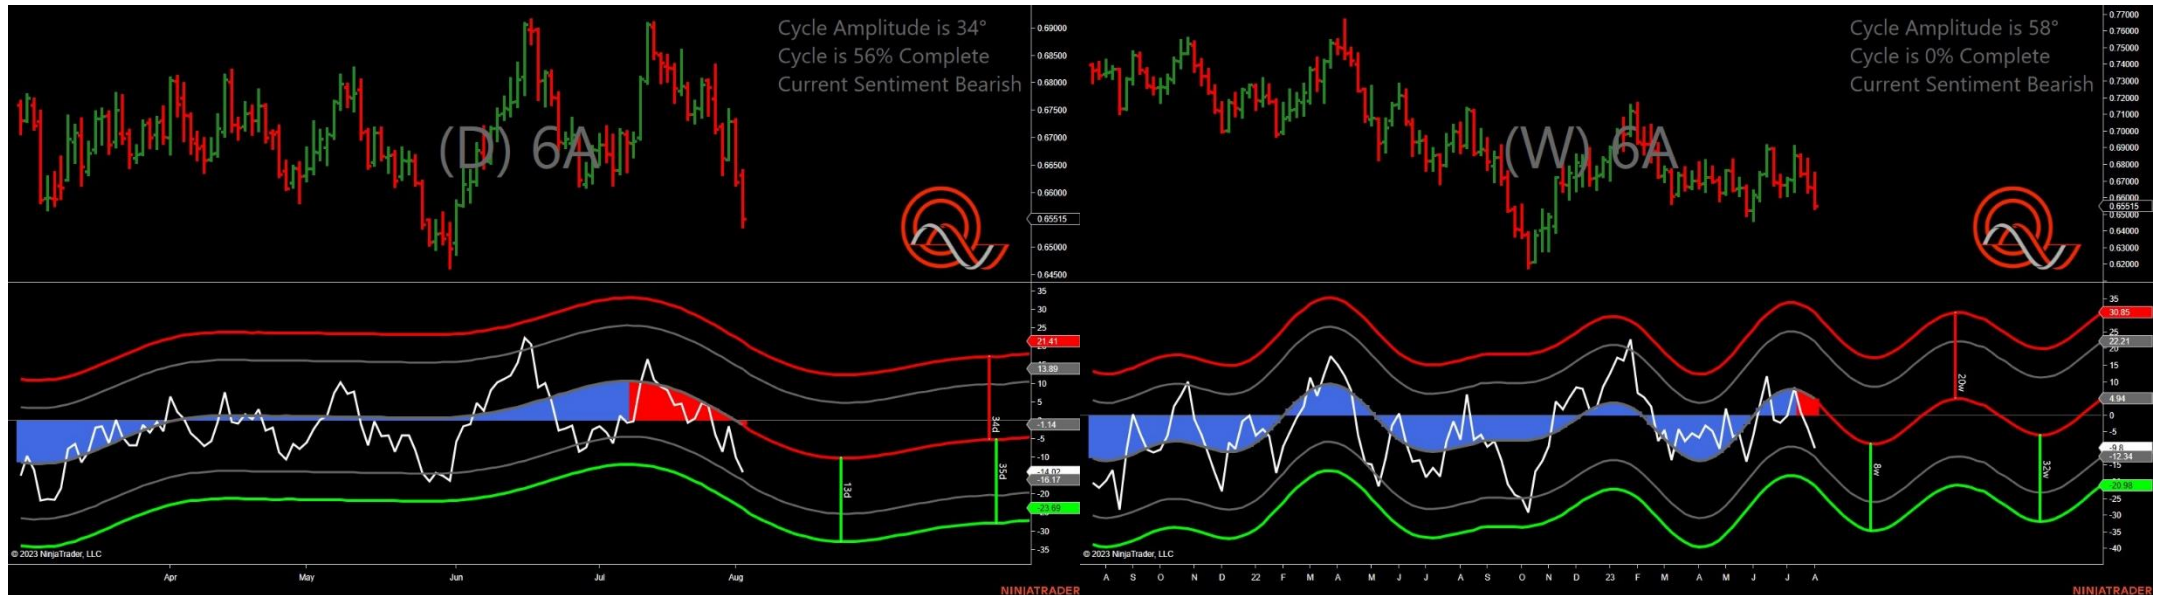 Cycle Amplitude is 34°
Cycle is 56% Complete
Current Sentiment Bearish
(D) 6A
0.69000
0.68500
0.68000
0.67500
0.67000
0.66500
0.66000
0.65515
0.65000
0.64500
35
30
25
21.41
13.89
10
5
-1.14
-5
-10
-14.02
-16.17
-20
-23.69
-30
-35
34d
35d
13d
© 2023 NinjaTrader, LLC
Apr
May
Jun
Jul
Aug
NINJATRADER
Cycle Amplitude is 58°
Cycle is 0% Complete
Current Sentiment Bearish
(W) 6A
0.77000
0.76000
0.75000
0.74000
0.73000
0.72000
0.71000
0.70000
0.69000
0.68000
0.67000
0.65515
0.65000
0.64000
0.63000
0.62000
35
30.85
25
22.21
20
15
10
4.94
0
-5
-9.8
-12.34
-15
-20.98
-25
-30
-35
-40
20w
8w
32w
© 2023 NinjaTrader, LLC
A S O N D 22 F M A M J J A S O N D 23 F M A M J J A
NINJATRADER